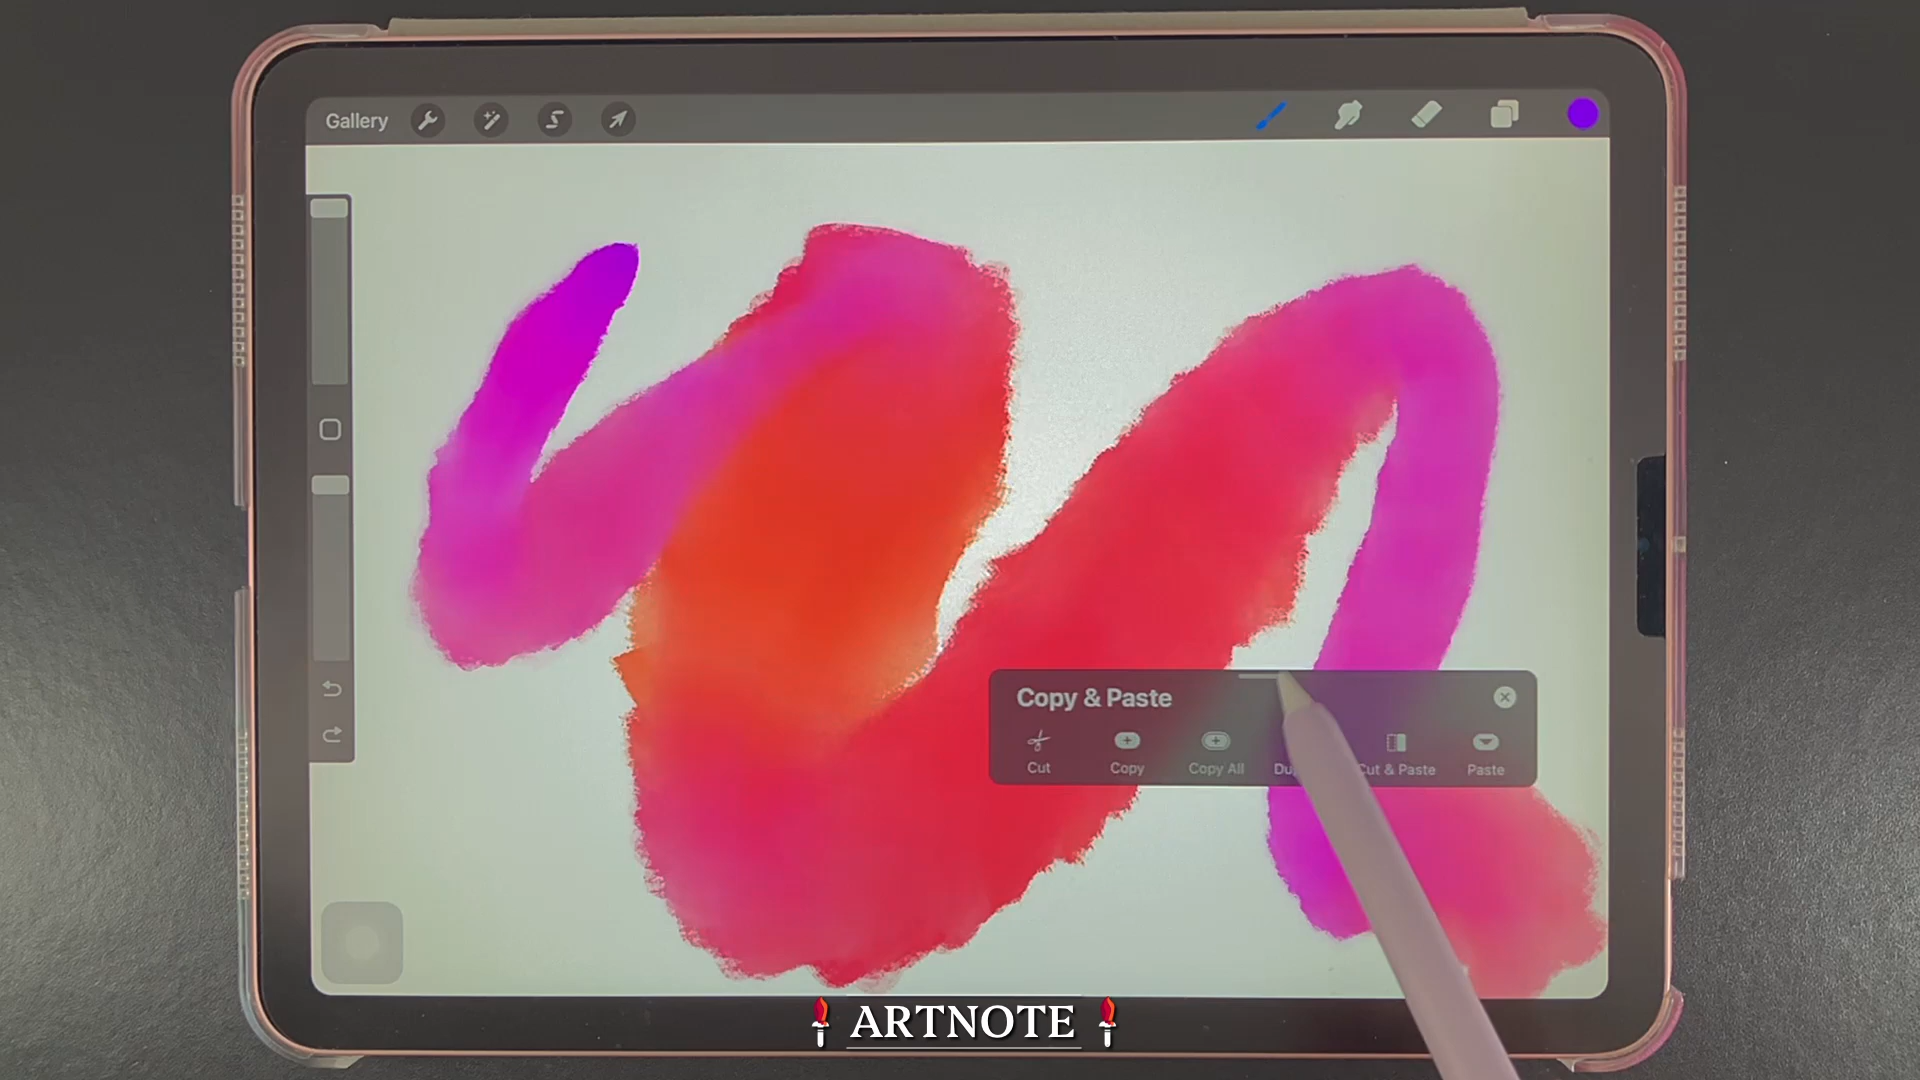 Gallery
Copy & Paste
Cut Copy Copy All Cut & Paste Paste
ARTNOTE